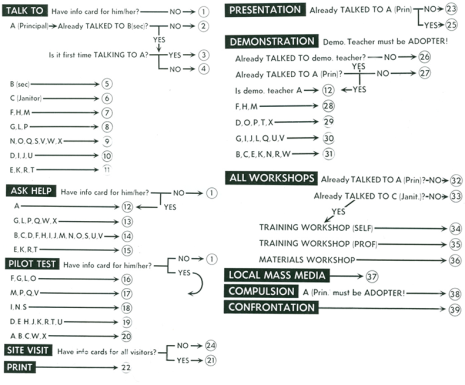 TALK TO Have info card for him/her? NO 1
A (Principal) Already TALKED TO B(sec)? NO 2
YES
Is it first time TALKING TO A? YES 3
NO 4
B (sec) 5
C (Janitor) 6
F.H.M 7
G.L.P 8
N.O.Q.S.V.W.X 9
D.I.J.U 10
E.K.R.T 11
ASK HELP Have info card for him/her? NO 1
YES
A 12
G.L.P.Q.W.X 13
B.C.D.F.H.I.J.M.N.O.S.U.V 14
E.K.R.T 15
PILOT TEST Have info card for him/her? NO 1
YES
F.G.L.O 16
M.P.Q.V 17
I.N.S 18
D E H J.K.R.T.U 19
A B C W.X 20
SITE VISIT Have info cards for all visitors? NO 24
YES 21
PRINT 22
PRESENTATION Already TALKED TO A (Prin) NO 23
YES 25
DEMONSTRATION Demo. Teacher must be ADOPTER!
Already TALKED TO demo. teacher? NO 26
YES
Already TALKED TO A (Prin)? NO 27
YES
Is demo. teacher A 12
F.H.M 28
D.O.P.T.X 29
G.I.J.L.Q.U.V 30
B,C,E,K,N,R,W 31
ALL WORKSHOPS Already TALKED TO A (Prin)? NO 32
Already TALKED TO C (Janit.)? NO 33
YES
TRAINING WORKSHOP (SELF) 34
TRAINING WORKSHOP (PROF) 35
MATERIALS WORKSHOP 36
LOCAL MASS MEDIA 37
COMPULSION A (Prin. must be ADOPTER! 38
CONFRONTATION 39